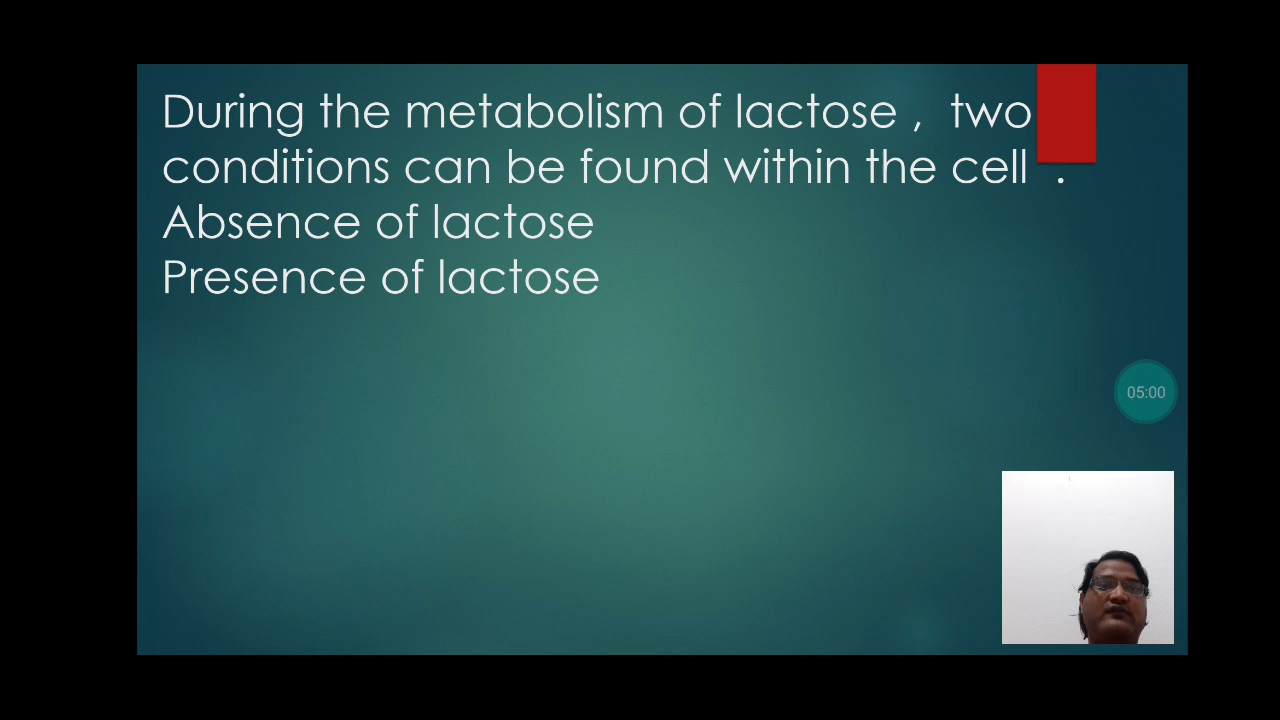 During the metabolism of lactose ,  two
conditions can be found within the cell  .
Absence of lactose
Presence of lactose
05:00